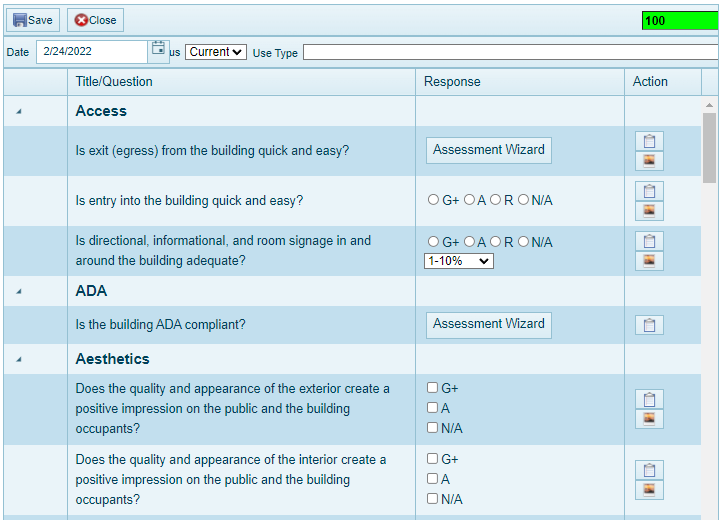 Save Close 100
Date 2/24/2022 us Current Use Type
Title/Question Response Action
Access
Is exit (egress) from the building quick and easy? Assessment Wizard
Is entry into the building quick and easy? G+ A R N/A
Is directional, informational, and room signage in and G+ A R N/A
around the building adequate? 1-10%
ADA
Is the building ADA compliant? Assessment Wizard
Aesthetics
Does the quality and appearance of the exterior create a G+
positive impression on the public and the building A
occupants? N/A
Does the quality and appearance of the interior create a G+
positive impression on the public and the building A
occupants? N/A